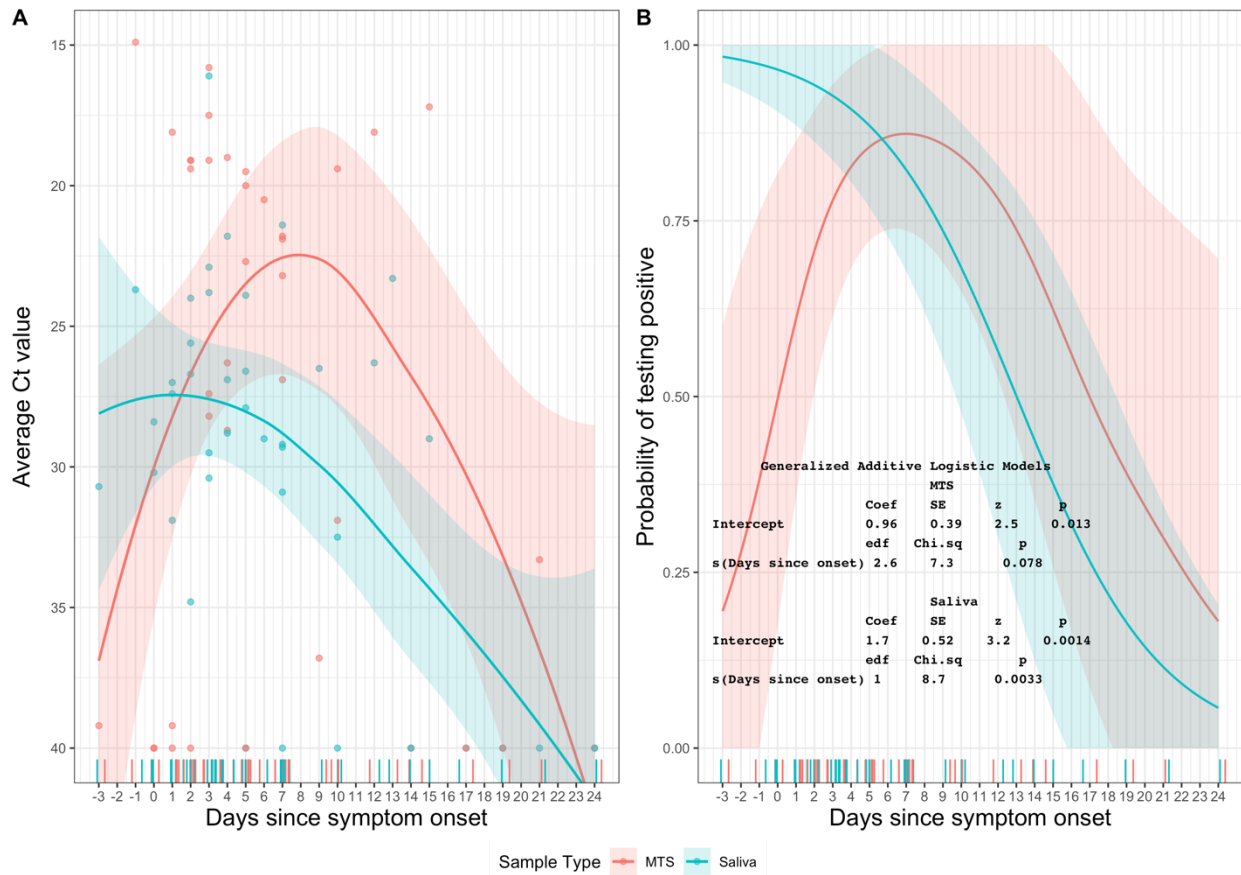 A
Average Ct value
15
20
25
30
35
40
-3 -2 -1 0 1 2 3 4 5 6 7 8 9 10 11 12 13 14 15 16 17 18 19 20 21 22 23 24
Days since symptom onset
B
Probability of testing positive
1.00
0.75
0.50
0.25
0.00
Generalized Additive Logistic Models
MTS
Coef SE z p
Intercept 0.96 0.39 2.5 0.013
edf Chi.sq p
s(Days since onset) 2.6 7.3 0.078
Saliva
Coef SE z p
Intercept 1.7 0.52 3.2 0.0014
edf Chi.sq p
s(Days since onset) 1 8.7 0.0033
-3 -2 -1 0 1 2 3 4 5 6 7 8 9 10 11 12 13 14 15 16 17 18 19 20 21 22 23 24
Days since symptom onset
Sample Type MTS Saliva